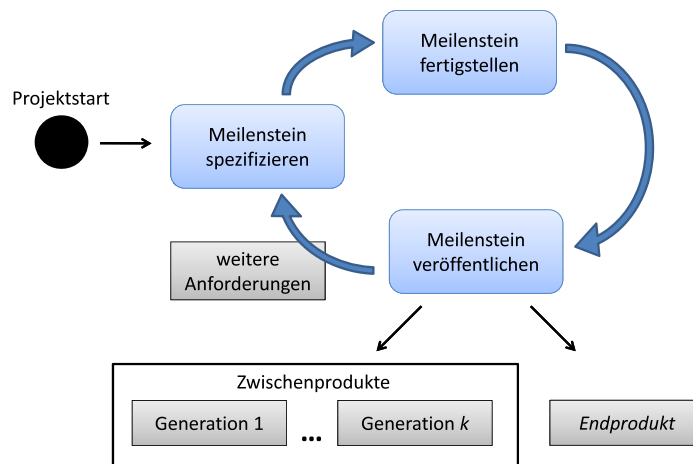 Projektstart
Meilenstein
spezifizieren
Meilenstein
fertigstellen
Meilenstein
veröffentlichen
weitere
Anforderungen
Zwischenprodukte
Generation 1
...
Generation k
Endprodukt